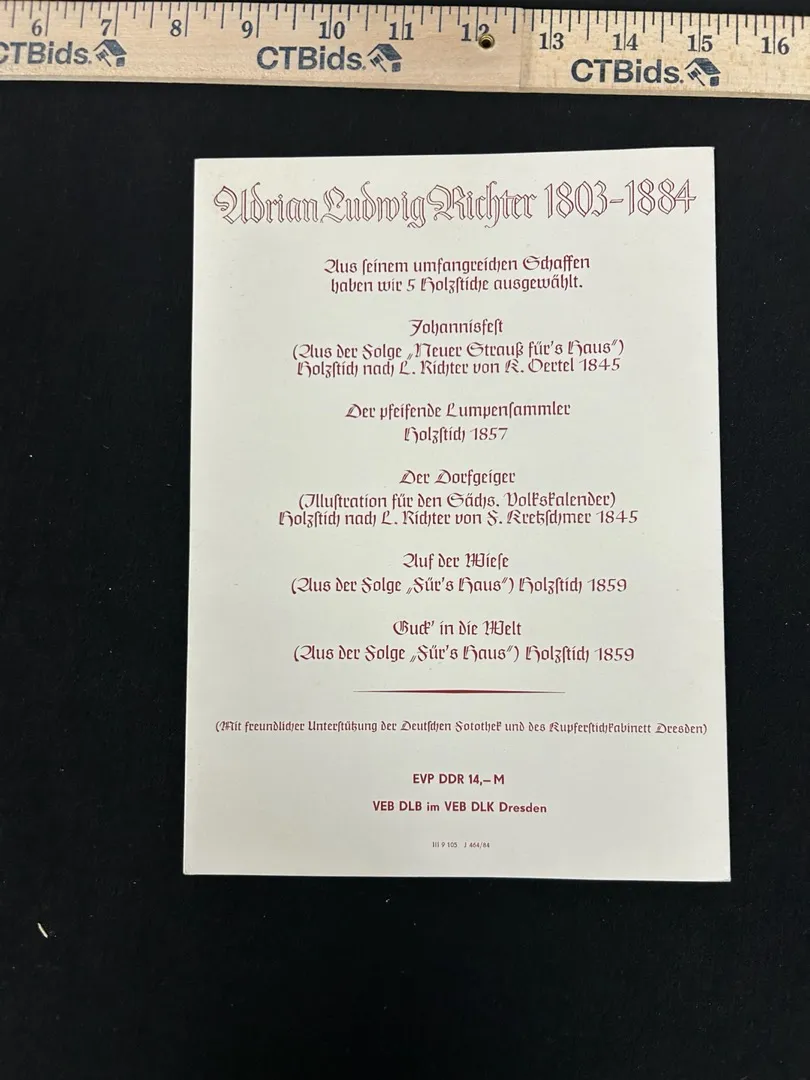 6 7 8 9 10 11 12 13 14 15 16
CTBids. CTBids. CTBids.
Adrian Ludwig Richter 1803-1884
Aus seinem umfangreichen Schaffen
haben wir 5 Holzstiche ausgewählt.
Johannisfest
(Aus der Folge „Neuer Strauß für's Haus“)
Holzstich nach L. Richter von K. Oertel 1845
Der pfeifende Lumpensammler
Holzstich 1857
Der Dorfgeiger
(Illustration für den Sächs. Volkskalender)
Holzstich nach L. Richter von F. Kretzschmer 1845
Auf der Wiese
(Aus der Folge „Für's Haus“) Holzstich 1859
Guck' in die Welt
(Aus der Folge „Für's Haus“) Holzstich 1859
(Mit freundlicher Unterstützung der Deutschen Fotothek und des Kupferstichkabinett Dresden)
EVP DDR 14,– M
VEB DLB im VEB DLK Dresden
III 9 105 J 464/84